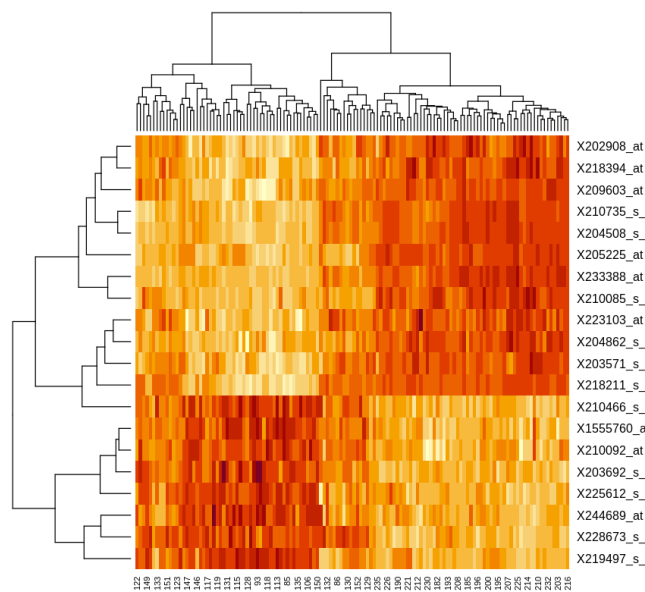 X202908_at
X218394_at
X209603_at
X210735_s_
X204508_s_
X205225_at
X233388_at
X210085_s_
X223103_at
X204862_s_
X203571_s_
X218211_s_
X210466_s_
X1555760_a
X210092_at
X203692_s_
X225612_s_
X244689_at
X228673_s_
X219497_s_
122 149 133 151 123 147 146 117 119 131 115 128 93 118 113 85 135 106 150 132 86 130 152 129 235 226 190 221 212 230 182 193 208 185 196 200 195 207 225 214 210 232 203 216